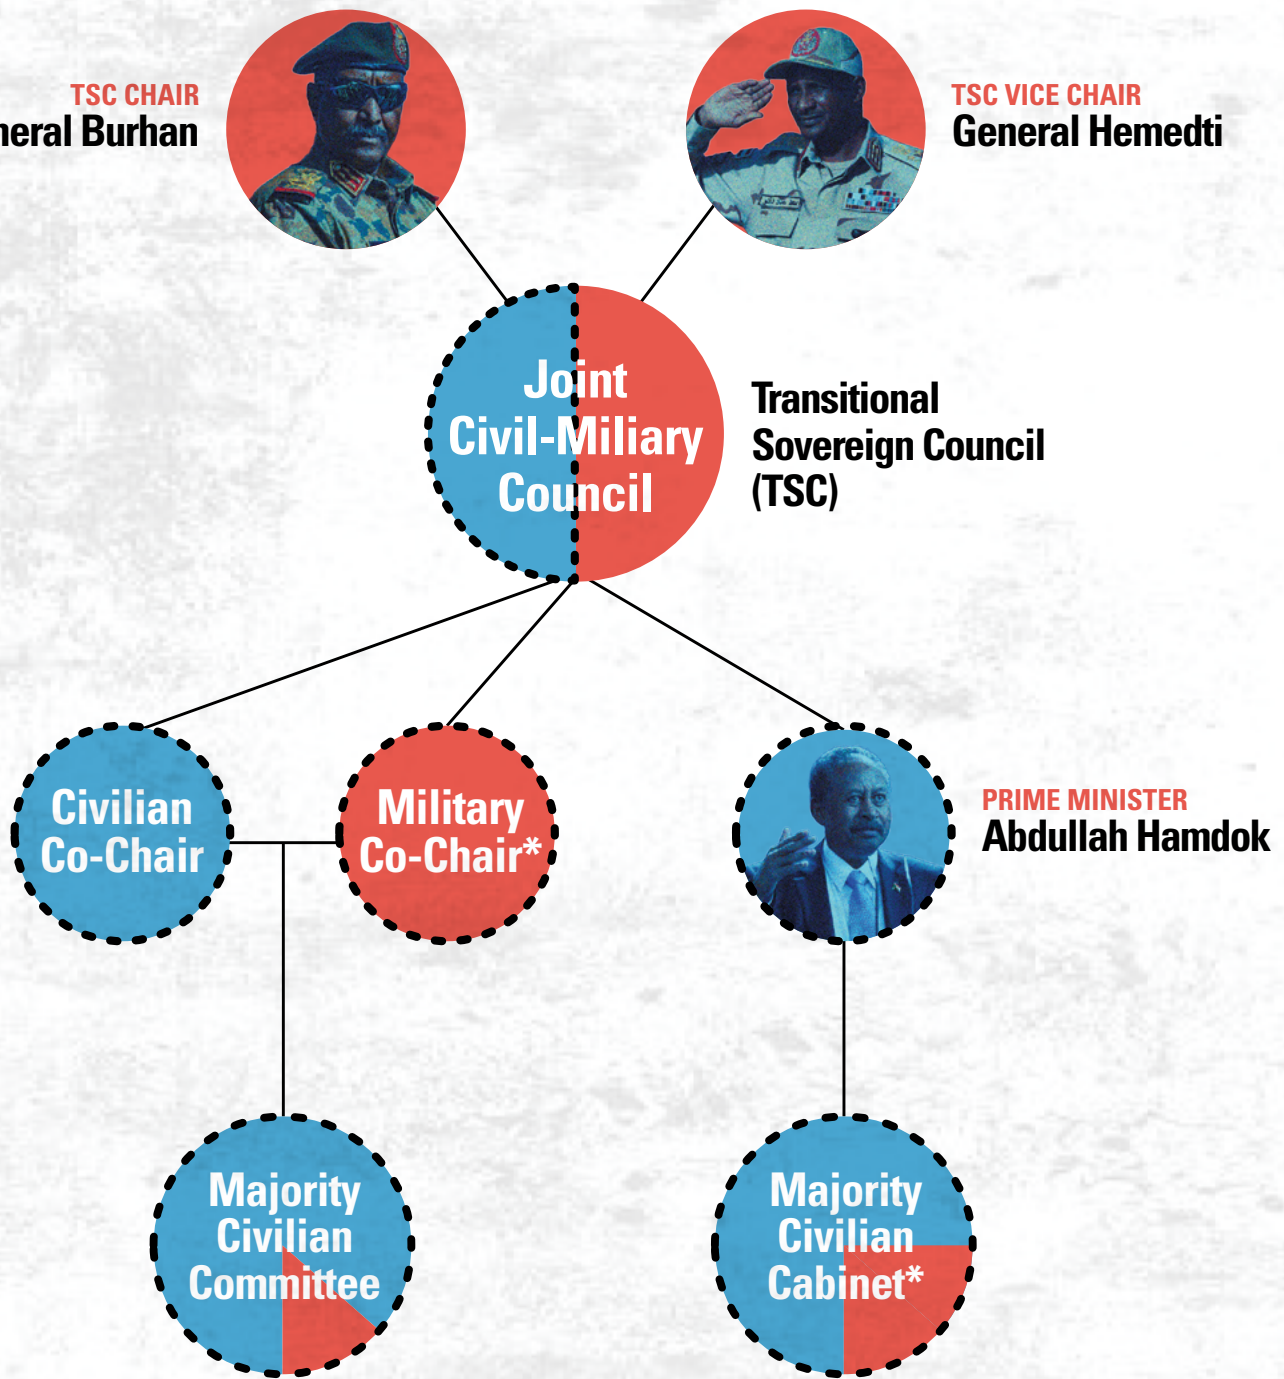 TSC CHAIR
neral Burhan
TSC VICE CHAIR
General Hemedti
Joint
Civil-Miliary
Council
Transitional
Sovereign Council
(TSC)
Civilian
Co-Chair
Military
Co-Chair*
PRIME MINISTER
Abdullah Hamdok
Majority
Civilian
Committee
Majority
Civilian
Cabinet*